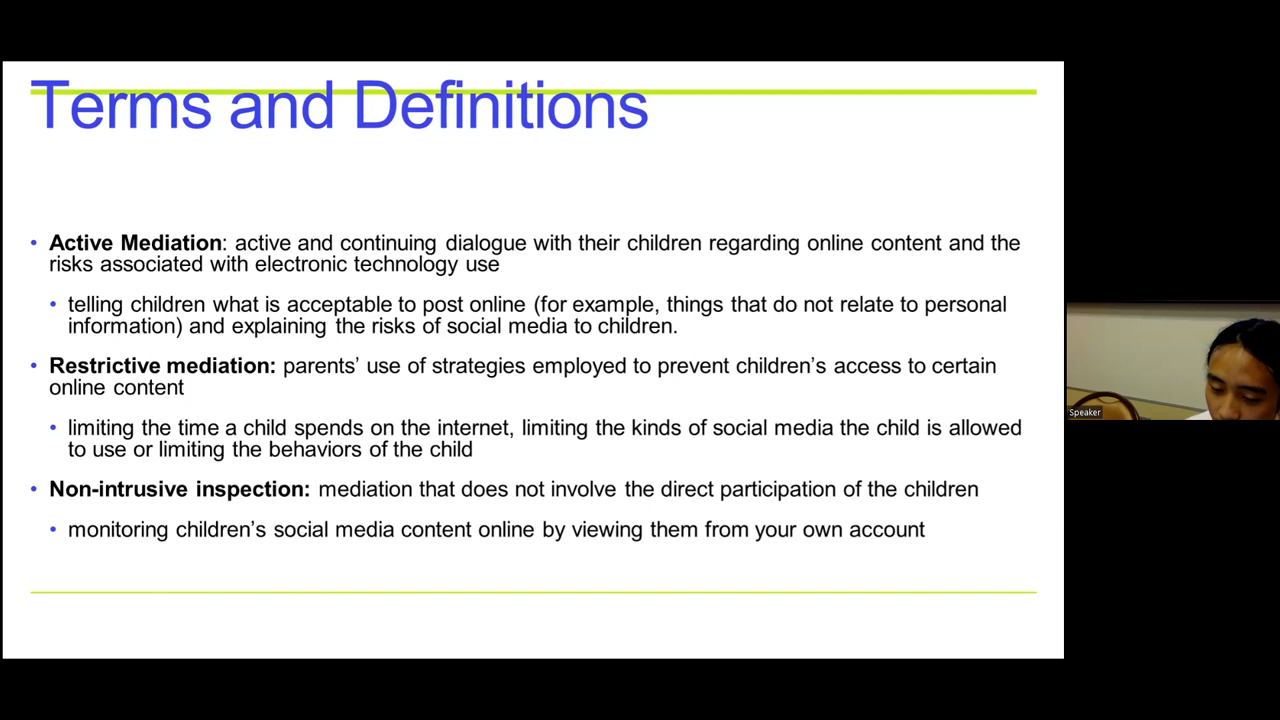 Terms and Definitions
• Active Mediation: active and continuing dialogue with their children regarding online content and the
risks associated with electronic technology use
• telling children what is acceptable to post online (for example, things that do not relate to personal
information) and explaining the risks of social media to children.
• Restrictive mediation: parents’ use of strategies employed to prevent children’s access to certain
online content
• limiting the time a child spends on the internet, limiting the kinds of social media the child is allowed
to use or limiting the behaviors of the child
• Non-intrusive inspection: mediation that does not involve the direct participation of the children
• monitoring children’s social media content online by viewing them from your own account
Speaker